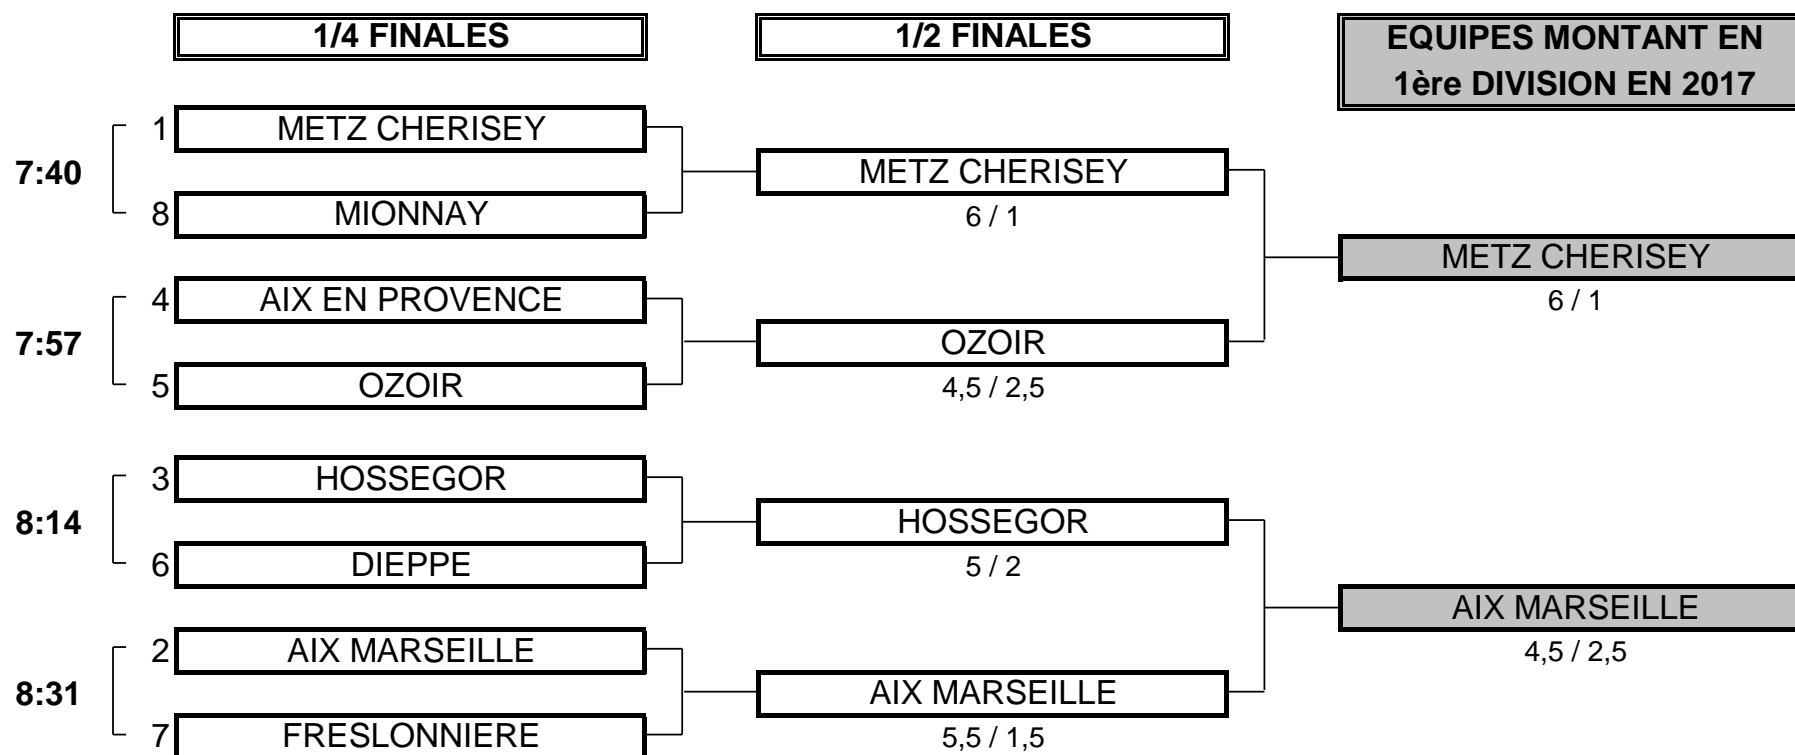 1/4 FINALES
1/2 FINALES
EQUIPES MONTANT EN
1ère DIVISION EN 2017
7:40
1 METZ CHERISEY
8 MIONNAY
METZ CHERISEY
6 / 1
7:57
4 AIX EN PROVENCE
5 OZOIR
OZOIR
4,5 / 2,5
METZ CHERISEY
6 / 1
8:14
3 HOSSEGOR
6 DIEPPE
HOSSEGOR
5 / 2
8:31
2 AIX MARSEILLE
7 FRESLONNIERE
AIX MARSEILLE
5,5 / 1,5
AIX MARSEILLE
4,5 / 2,5